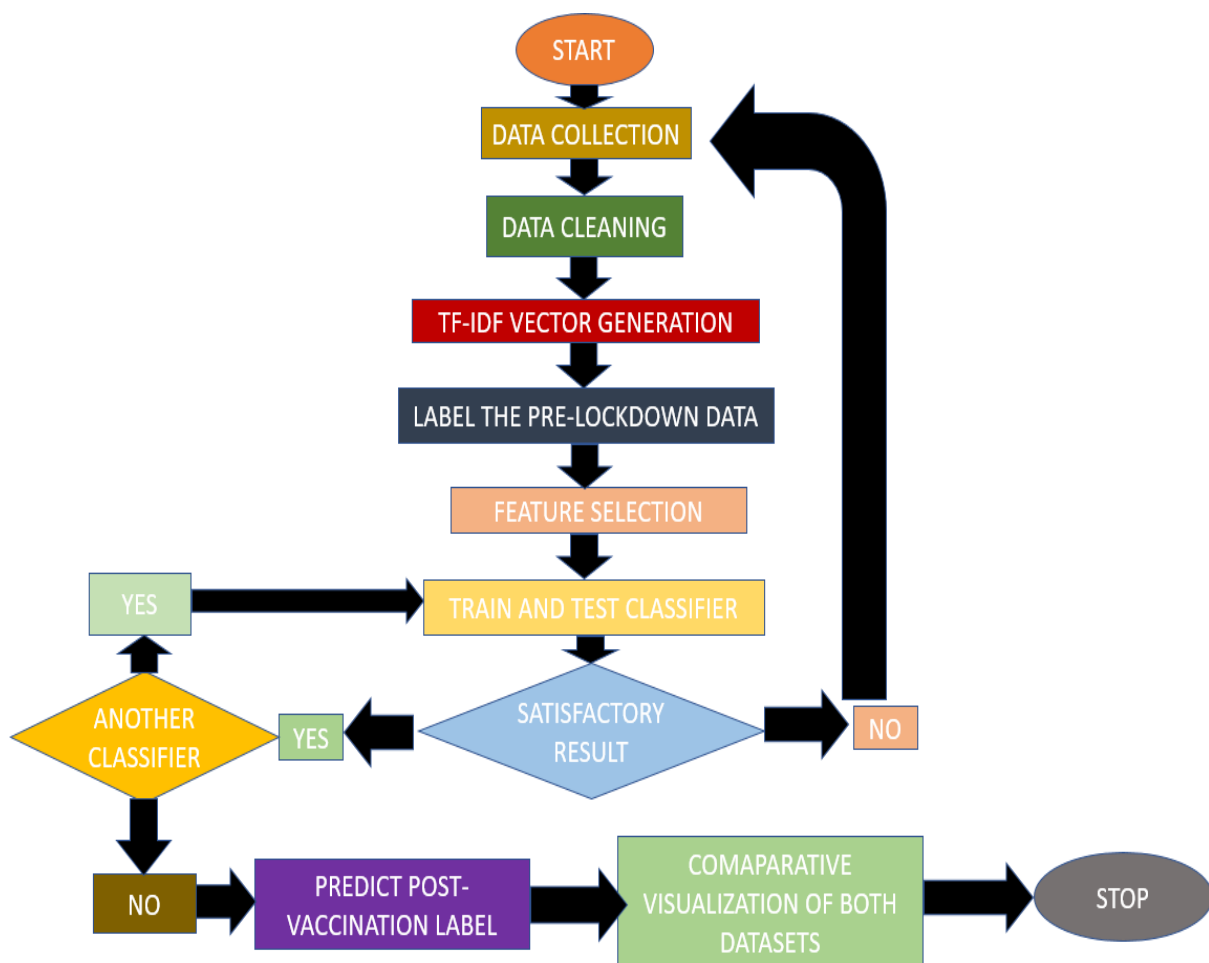 START
DATA COLLECTION
DATA CLEANING
TF-IDF VECTOR GENERATION
LABEL THE PRE-LOCKDOWN DATA
FEATURE SELECTION
YES
TRAIN AND TEST CLASSIFIER
ANOTHER
CLASSIFIER
YES
SATISFACTORY
RESULT
NO
NO
PREDICT POST-
VACCINATION LABEL
COMAPARATIVE
VISUALIZATION OF BOTH
DATASETS
STOP